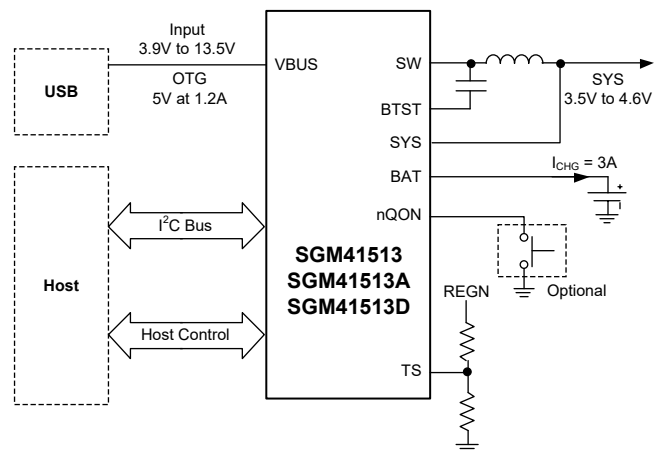 Input
3.9V to 13.5V
OTG
5V at 1.2A
USB
VBUS
SW
BTST
SYS
BAT
nQON
TS
SYS
3.5V to 4.6V
ICHG = 3A
+
I²C Bus
Host
Host Control
SGM41513
SGM41513A
SGM41513D
REGN
Optional